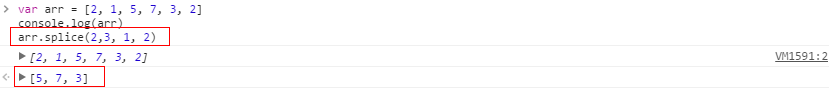 var arr = [2, 1, 5, 7, 3, 2]
console.log(arr)
arr.splice(2,3, 1, 2)
[2, 1, 5, 7, 3, 2] VM1591:2
[5, 7, 3]